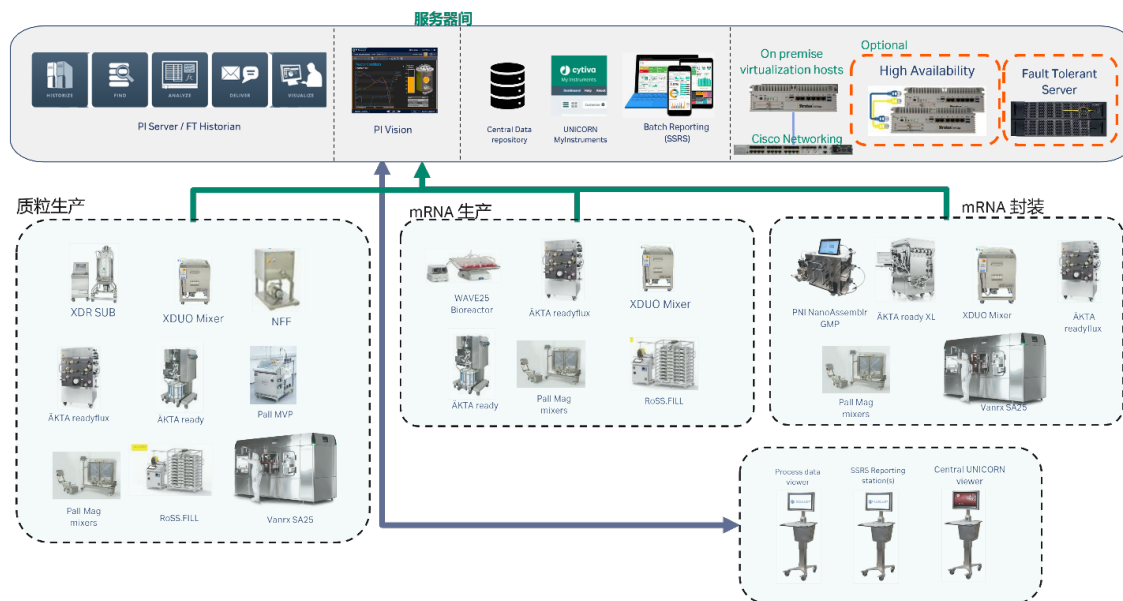 服务器间
HISTORIZE
FIND
ANALYZE
DELIVER
VISUALIZE
PI Server / FT Historian
PI Vision
Central Data
repository
cytiva
My Instruments
UNICORN
MyInstruments
Batch Reporting
(SSRS)
On premise
virtualization hosts
Cisco Networking
Optional
High Availability
Fault Tolerant
Server
质粒生产
XDR SUB
XDUO Mixer
NFF
ÄKTA readyflux
ÄKTA ready
Pall MVP
Pall Mag
mixers
RoSS.FILL
Vanrx SA25
mRNA 生产
WAVE25
Bioreactor
ÄKTA readyflux
XDUO Mixer
ÄKTA ready
Pall Mag
mixers
RoSS.FILL
mRNA 封装
PNI NanoAssemblr
GMP
ÄKTA ready XL
XDUO Mixer
ÄKTA
readyflux
Pall Mag
mixers
Vanrx SA25
Process data
viewer
SSRS Reporting
station(s)
Central UNICORN
viewer